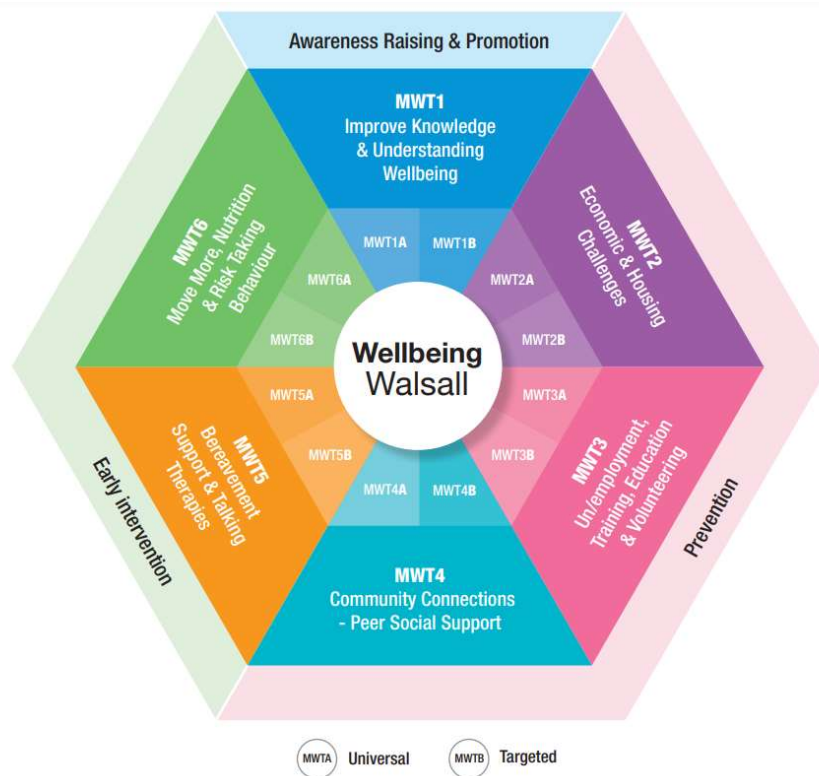 Awareness Raising & Promotion
MWT1
Improve Knowledge
& Understanding
Wellbeing
MWT1A
MWT1B
MWT2
Economic & Housing
Challenges
MWT2A
MWT2B
MWT3
Un/employment,
Training, Education
& Volunteering
MWT3A
MWT3B
Prevention
MWT4
Community Connections
- Peer Social Support
MWT4A
MWT4B
MWT5
Bereavement
Support & Talking
Therapies
MWT5A
MWT5B
Early intervention
MWT6
Move More, Nutrition
& Risk Taking
Behaviour
MWT6A
MWT6B
Wellbeing
Walsall
MWTA Universal
MWTB Targeted